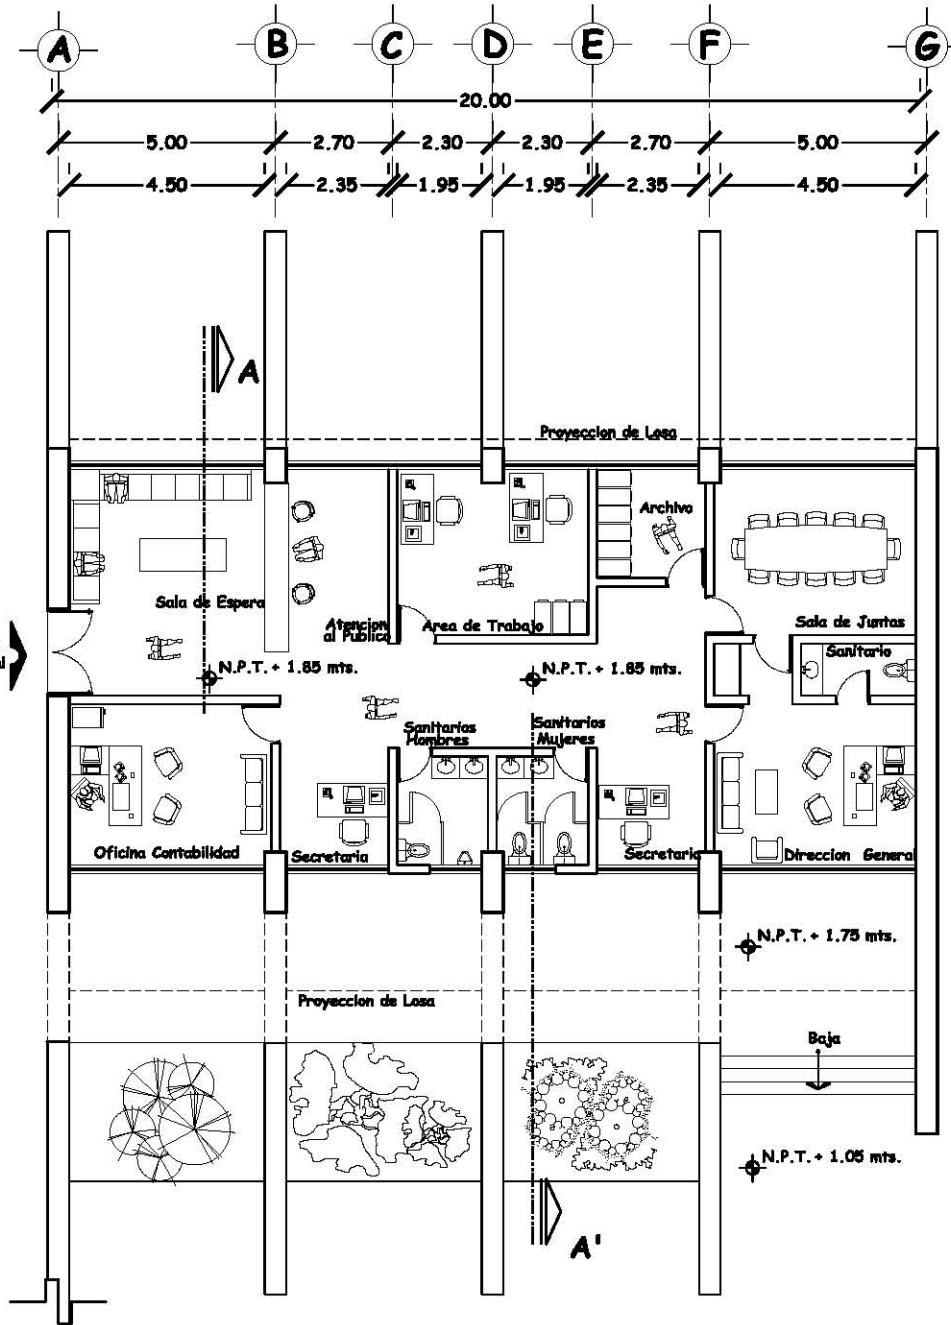 A B C D E F G
20.00
5.00 2.70 2.30 2.30 2.70 5.00
4.50 2.35 1.95 1.95 2.35 4.50
A
Proyeccion de Losa
Archivo
Sala de Espera
Atencion
al Publico
Area de Trabajo
Sala de Juntas
Sanitario
N.P.T. + 1.85 mts.
N.P.T. + 1.85 mts.
Sanitarios
Hombres
Sanitarios
Mujeres
Oficina Contabilidad
Secretaria
Secretaria
Direccion General
N.P.T. + 1.75 mts.
Proyeccion de Losa
Baja
N.P.T. + 1.05 mts.
A'